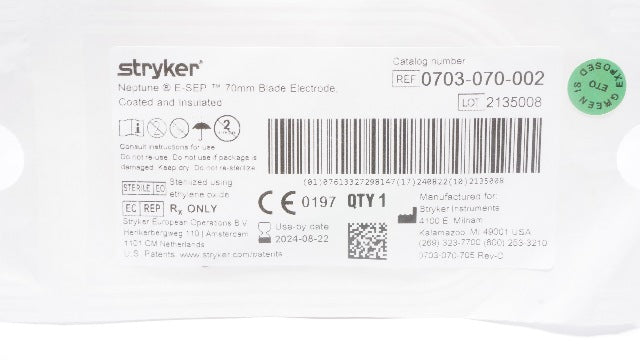 stryker®
Neptune ® E-SEP ™ 70mm Blade Electrode,
Coated and Insulated
Catalog number
REF 0703-070-002
LOT 2135008
GREEN IS
ETO
EXPOSED
2
Consult instructions for use
Do not re-use. Do not use if package is
damaged. Keep dry. Do not re-sterilize
(01)07613327298147(17)240822(10)2135008
STERILE EO Sterilized using
ethylene oxide
EC REP Rx ONLY
Stryker European Operations B.V.
Herikerbergweg 110 | Amsterdam
1101 CM Netherlands
U.S. Patents: www.stryker.com/patents
CE 0197 QTY 1
Use by date
2024-08-22
Manufactured for:
Stryker Instruments
4100 E. Milham
Kalamazoo, MI 49001 USA
(269) 323-7700 (800) 253-3210
0703-070-705 Rev-C